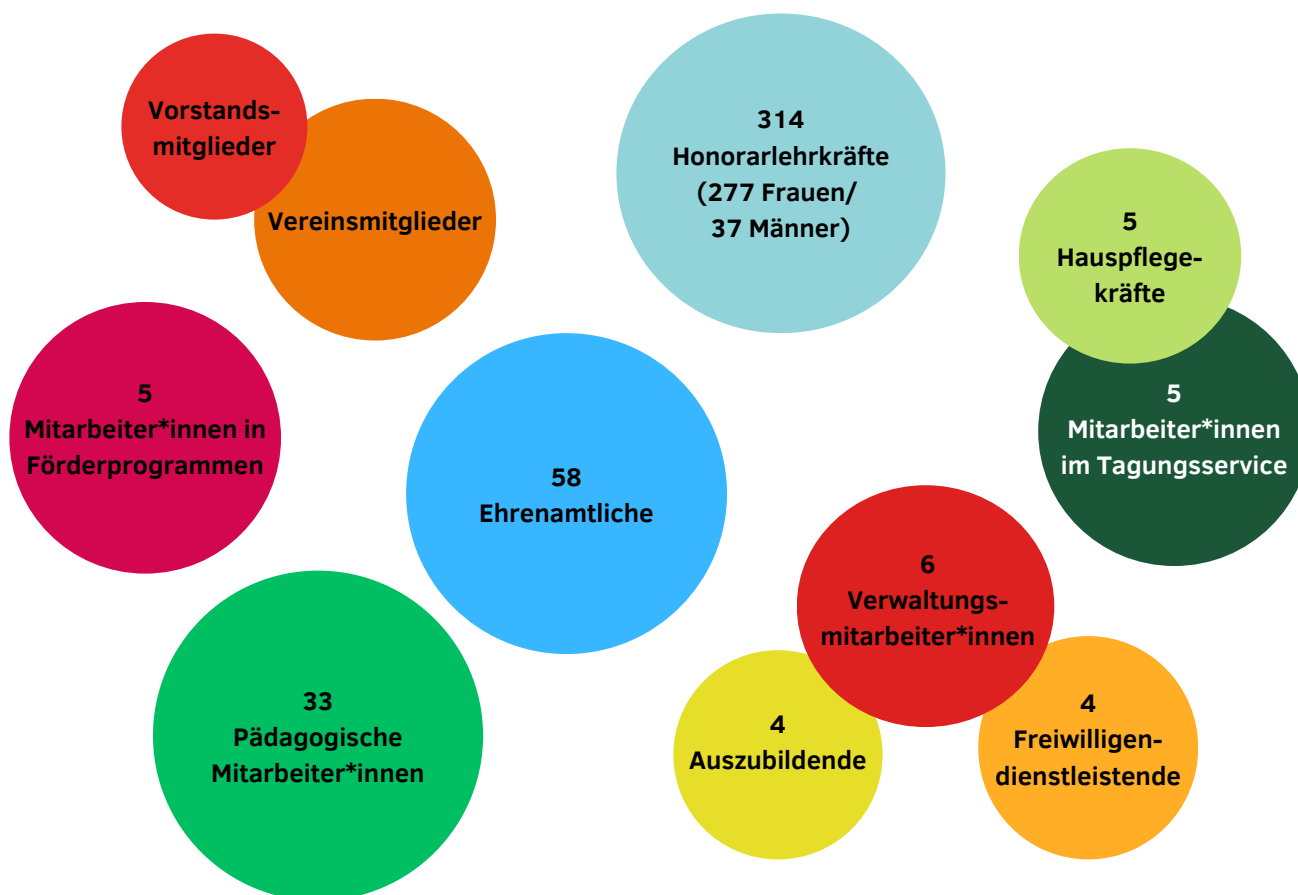 Vorstands-
mitglieder
Vereinsmitglieder
314
Honorarlehrkräfte
(277 Frauen/
37 Männer)
5
Hauspflege-
kräfte
5
Mitarbeiter*innen
im Tagungsservice
5
Mitarbeiter*innen in
Förderprogrammen
58
Ehrenamtliche
6
Verwaltungs-
mitarbeiter*innen
33
Pädagogische
Mitarbeiter*innen
4
Auszubildende
4
Freiwilligen-
dienstleistende